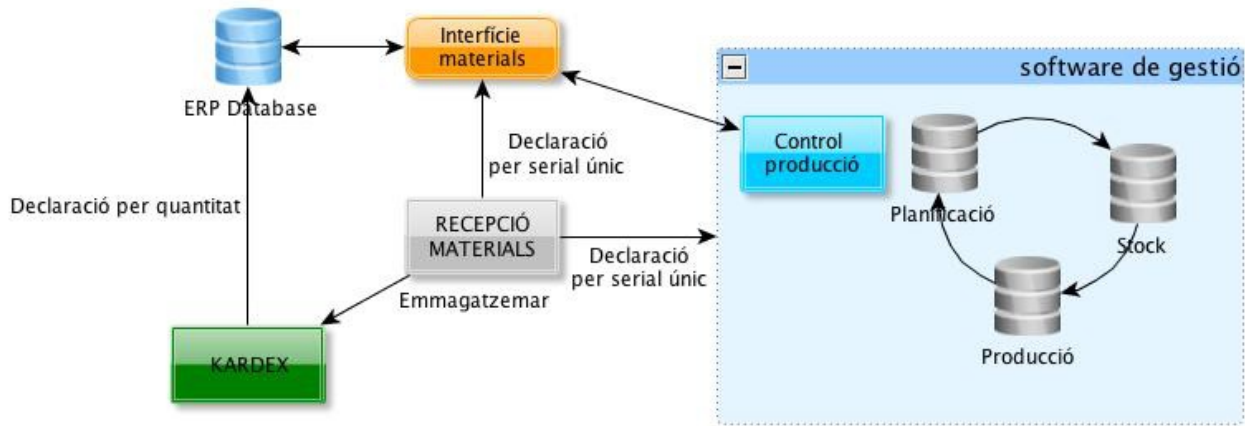 Interfície
materials
software de gestió
ERP Database
Control
producció
Declaració
per serial únic
Declaració per quantitat
Planificació
RECEPCIÓ
MATERIALS
Stock
Declaració
per serial únic
Emmagatzemar
Producció
KARDEX